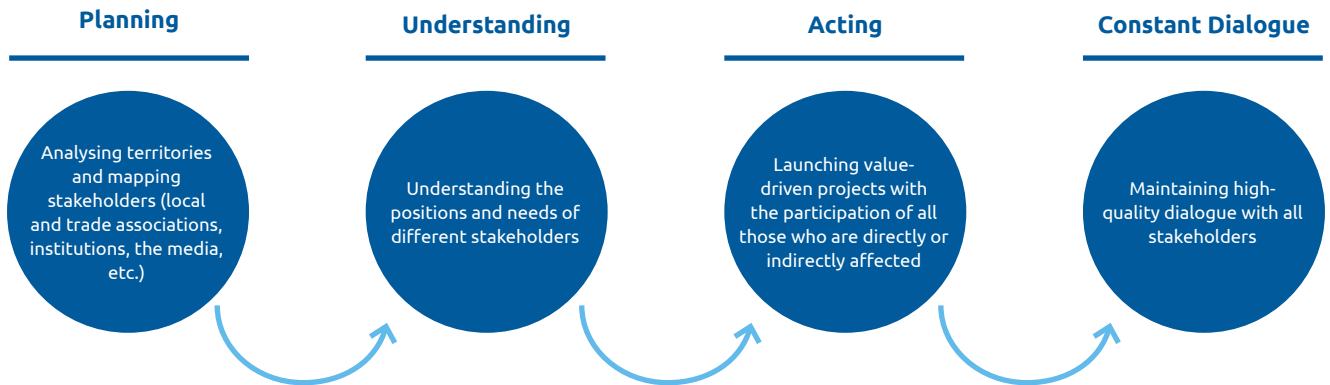 Planning
Analysing territories
and mapping
stakeholders (local
and trade associations,
institutions, the media,
etc.)
Understanding
Understanding the
positions and needs of
different stakeholders
Acting
Launching value-
driven projects with
the participation of all
those who are directly or
indirectly affected
Constant Dialogue
Maintaining high-
quality dialogue with all
stakeholders